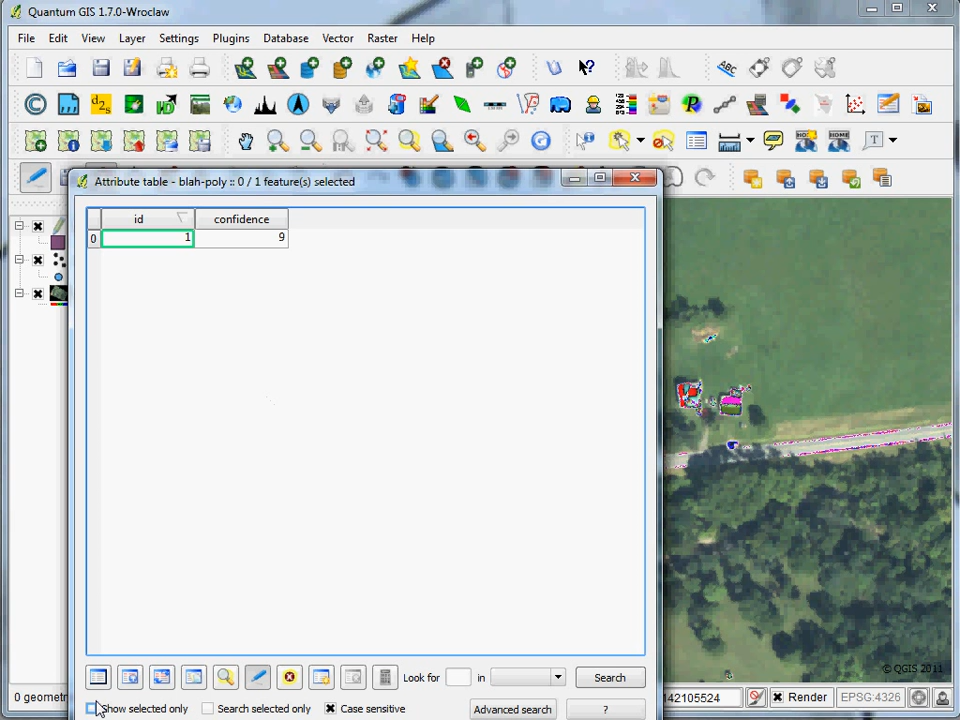 Quantum GIS 1.7.0-Wroclaw
File Edit View Layer Settings Plugins Database Vector Raster Help
Attribute table - blah-poly :: 0 / 1 feature(s) selected
id confidence
0 1 9
© QGIS 2011
Look for in Search
0 geometr 142105524 Render EPSG:4326
Show selected only Search selected only Case sensitive Advanced search ?